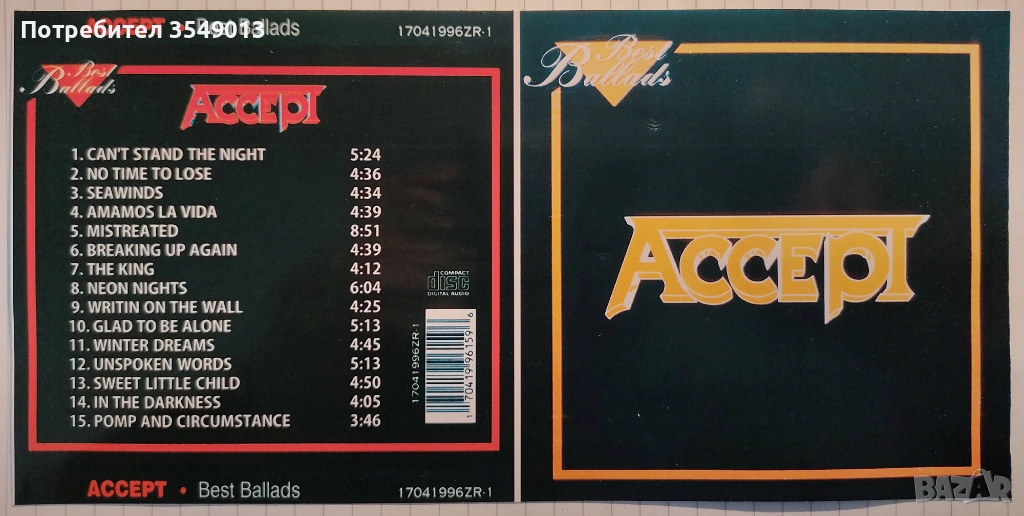 Потребител 3549013
ACCEPT • Best Ballads 17041996ZR-1
Best
Ballads
ACCEPT
1. CAN'T STAND THE NIGHT 5:24
2. NO TIME TO LOSE 4:36
3. SEAWINDS 4:34
4. AMAMOS LA VIDA 4:39
5. MISTREATED 8:51
6. BREAKING UP AGAIN 4:39
7. THE KING 4:12
8. NEON NIGHTS 6:04
9. WRITIN ON THE WALL 4:25
10. GLAD TO BE ALONE 5:13
11. WINTER DREAMS 4:45
12. UNSPOKEN WORDS 5:13
13. SWEET LITTLE CHILD 4:50
14. IN THE DARKNESS 4:05
15. POMP AND CIRCUMSTANCE 3:46
COMPACT
disc
DIGITAL AUDIO
17041996ZR-1
1 70419 96159 6
ACCEPT • Best Ballads 17041996ZR-1
Best
Ballads
ACCEPT
BAZAR